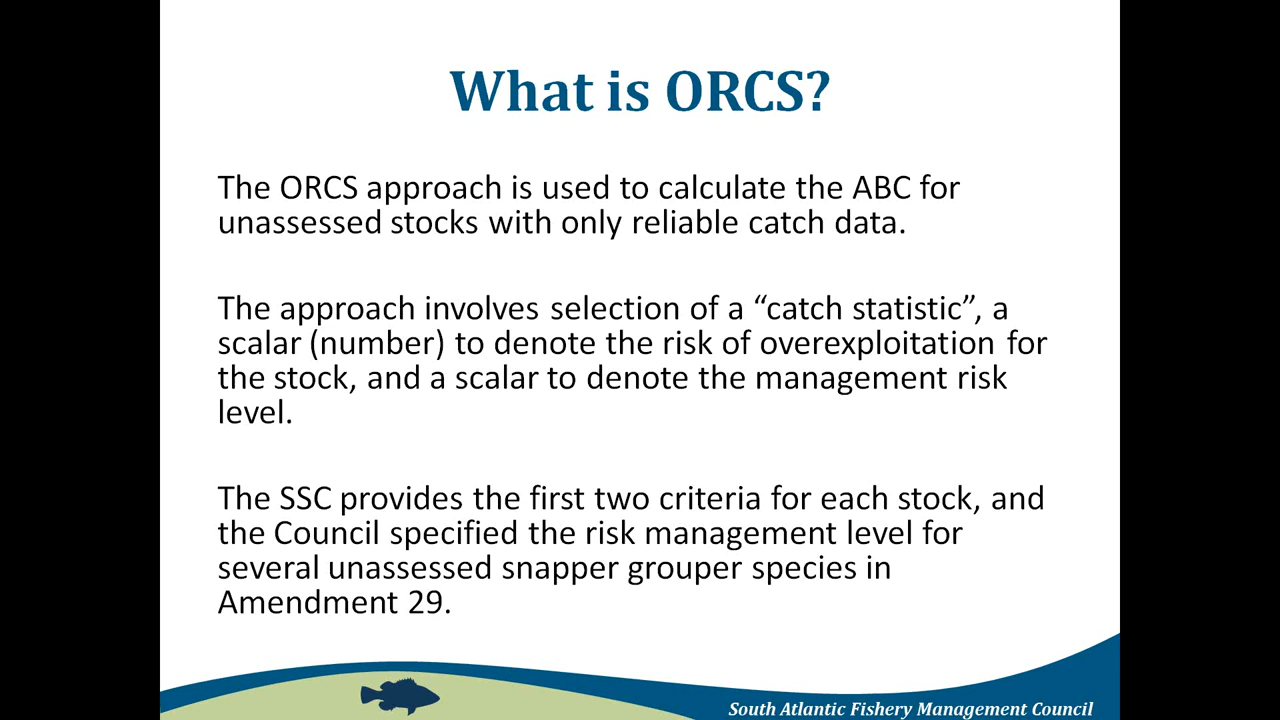 What is ORCS?
The ORCS approach is used to calculate the ABC for
unassessed stocks with only reliable catch data.
The approach involves selection of a “catch statistic”, a
scalar (number) to denote the risk of overexploitation for
the stock, and a scalar to denote the management risk
level.
The SSC provides the first two criteria for each stock, and
the Council specified the risk management level for
several unassessed snapper grouper species in
Amendment 29.
South Atlantic Fishery Management Council